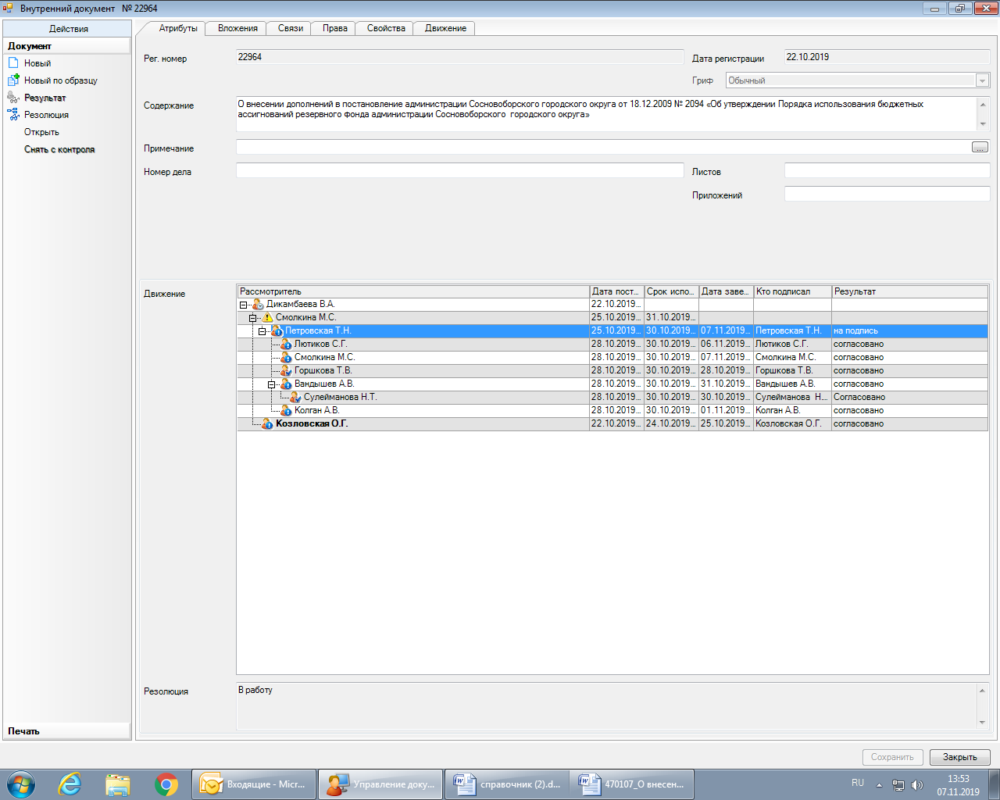 Внутренний документ № 22964
Действия
Документ
Новый
Новый по образцу
Результат
Резолюция
Открыть
Снять с контроля
Печать
Атрибуты Вложения Связи Права Свойства Движение
Рег. номер 22964 Дата регистрации 22.10.2019
Гриф Обычный
Содержание О внесении дополнений в постановление администрации Сосновоборского городского округа от 18.12.2009 № 2094 «Об утверждении Порядка использования бюджетных
ассигнований резервного фонда администрации Сосновоборского городского округа»
Примечание ...
Номер дела Листов
Приложений
Движение
Рассмотритель Дата пост... Срок испо... Дата заве... Кто подписал Результат
Дикамбаева В.А. 22.10.2019...
Смолкина М.С. 25.10.2019... 31.10.2019...
Петровская Т.Н. 25.10.2019... 30.10.2019... 07.11.2019... Петровская Т.Н. на подпись
Лютиков С.Г. 28.10.2019... 30.10.2019... 06.11.2019... Лютиков С.Г. согласовано
Смолкина М.С. 28.10.2019... 30.10.2019... 07.11.2019... Смолкина М.С. согласовано
Горшкова Т.В. 28.10.2019... 30.10.2019... 28.10.2019... Горшкова Т.В. согласовано
Вандышев А.В. 28.10.2019... 30.10.2019... 31.10.2019... Вандышев А.В. согласовано
Сулейманова Н.Т. 28.10.2019... 30.10.2019... 30.10.2019... Сулейманова Н... Согласовано
Колган А.В. 28.10.2019... 30.10.2019... 01.11.2019... Колган А.В. согласовано
Козловская О.Г. 22.10.2019... 24.10.2019... 25.10.2019... Козловская О.Г. согласовано
Резолюция В работу
Сохранить Закрыть
Входящие - Micr... Управление доку... справочник (2).d... 470107_О внесен... RU 13:53
07.11.2019